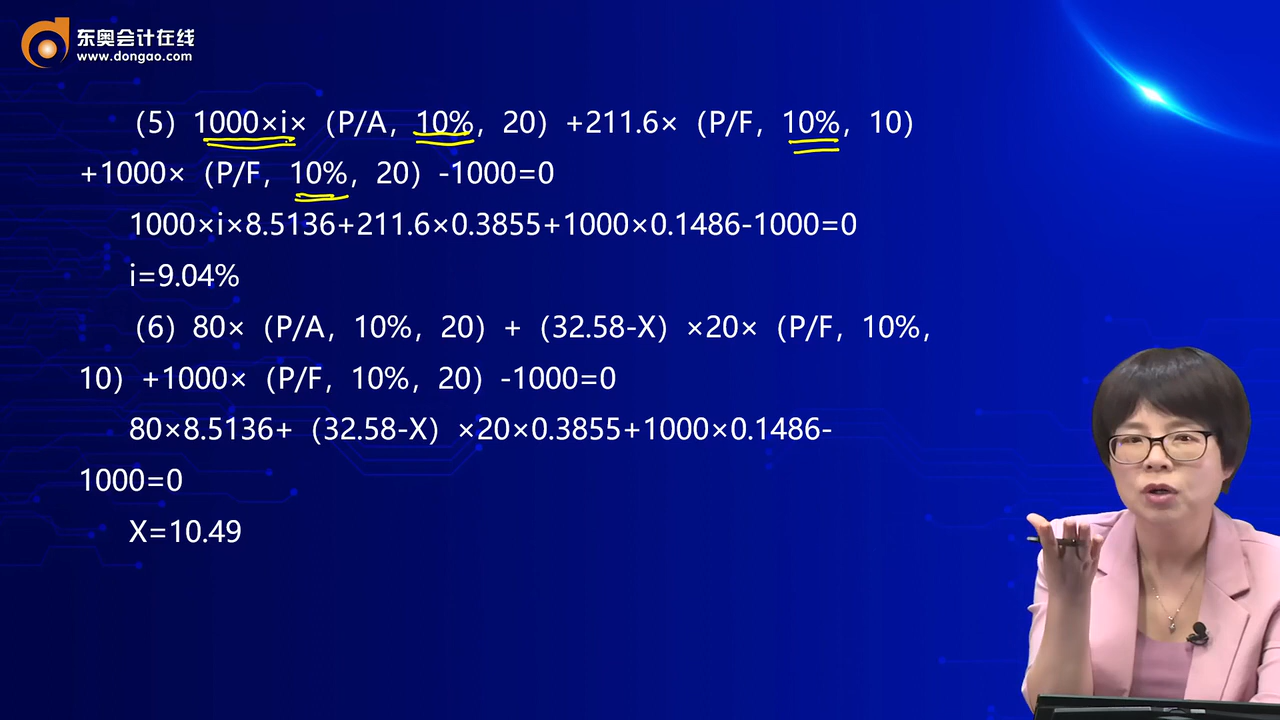 东奥会计在线
www.dongao.com
（5）1000×i×（P/A，10%，20）+211.6×（P/F，10%，10）
+1000×（P/F，10%，20）-1000=0
1000×i×8.5136+211.6×0.3855+1000×0.1486-1000=0
i=9.04%
（6）80×（P/A，10%，20）+（32.58-X）×20×（P/F，10%，
10）+1000×（P/F，10%，20）-1000=0
80×8.5136+（32.58-X）×20×0.3855+1000×0.1486-
1000=0
X=10.49